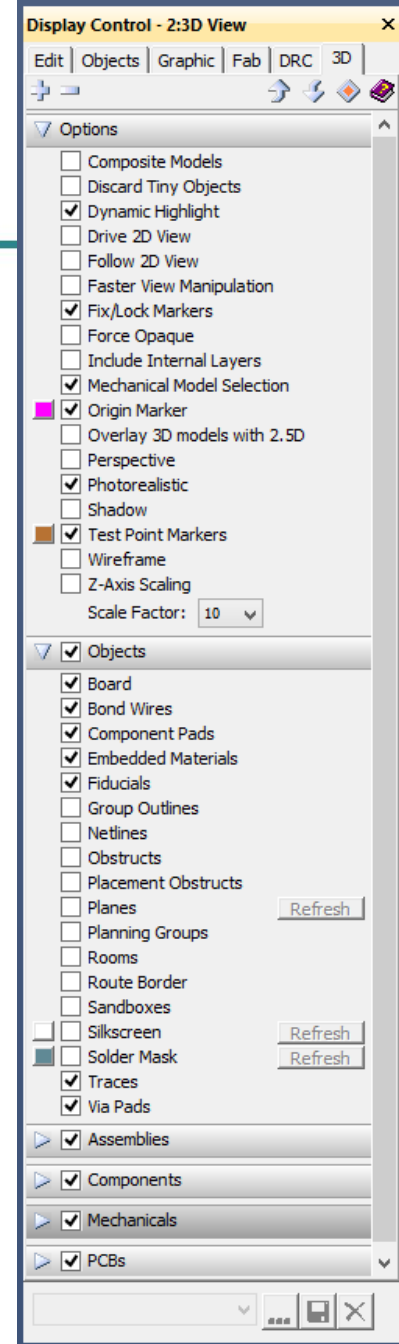 Display Control - 2:3D View
Edit Objects Graphic Fab DRC 3D
Options
Composite Models
Discard Tiny Objects
Dynamic Highlight
Drive 2D View
Follow 2D View
Faster View Manipulation
Fix/Lock Markers
Force Opaque
Include Internal Layers
Mechanical Model Selection
Origin Marker
Overlay 3D models with 2.5D
Perspective
Photorealistic
Shadow
Test Point Markers
Wireframe
Z-Axis Scaling
Scale Factor: 10
Objects
Board
Bond Wires
Component Pads
Embedded Materials
Fiducials
Group Outlines
Netlines
Obstructs
Placement Obstructs
Planes Refresh
Planning Groups
Rooms
Route Border
Sandboxes
Silkscreen Refresh
Solder Mask Refresh
Traces
Via Pads
Assemblies
Components
Mechanicals
PCBs
...